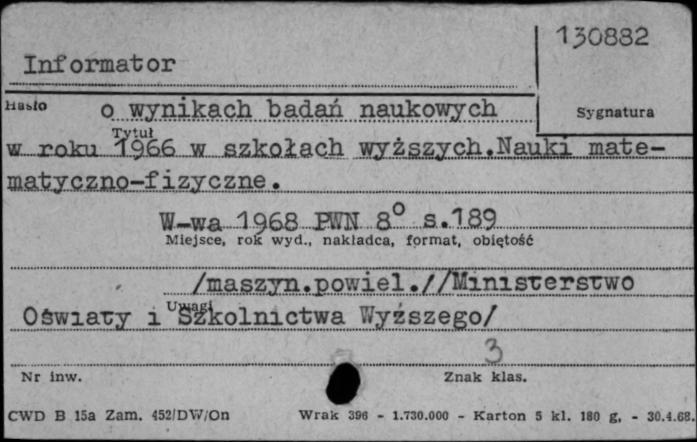 130882
Informator
Hasło
o wynikach badań naukowych
Sygnatura
Tytuł
w roku 1966 w szkołach wyższych.Nauki mate-
matyczno-fizyczne.
W-wa 1968 PWN 8° s.189
Miejsce, rok wyd., nakładca, format, objętość
/maszyn.powiel.//Ministerstwo
Uwagi
Oświaty i Szkolnictwa Wyższego/
3
Nr inw.
Znak klas.
CWD B 15a Zam. 452/DW/On Wrak 396 - 1.730.000 - Karton 5 kl. 180 g. - 30.4.68.